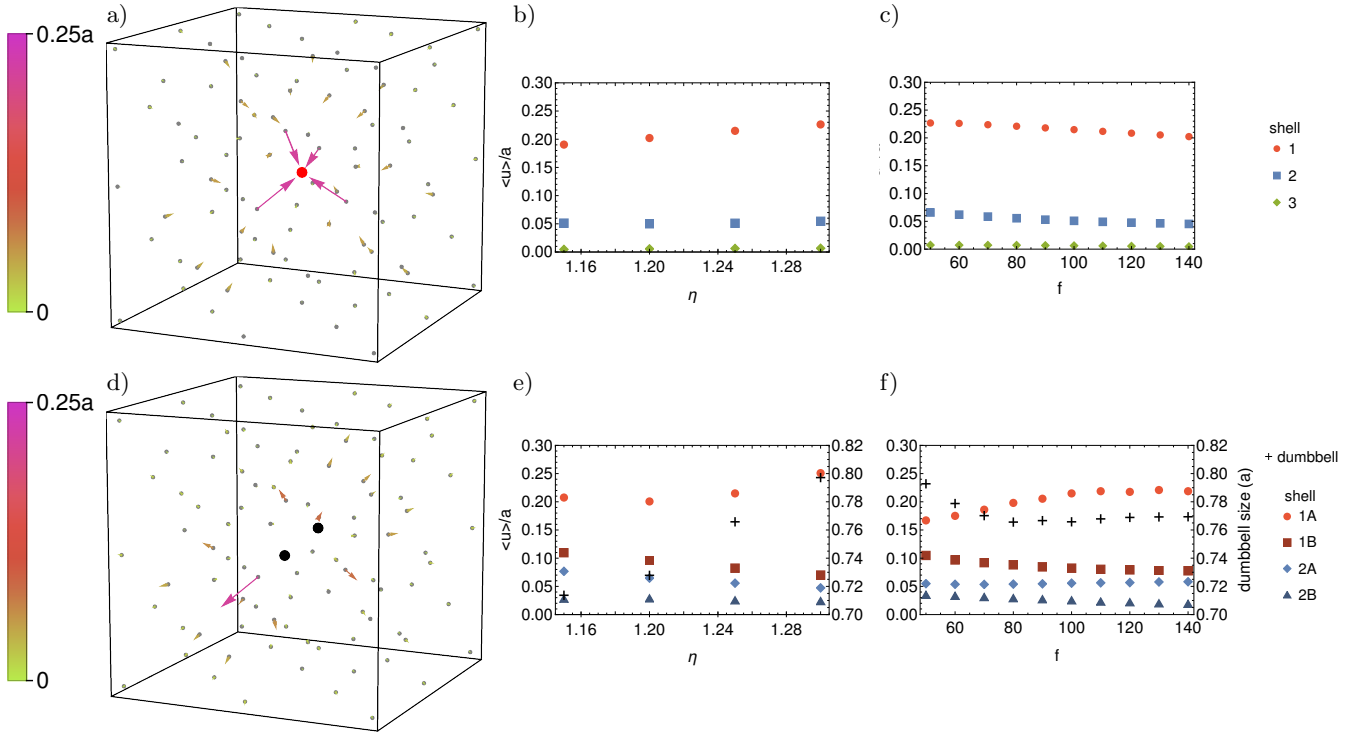 a)
0.25a
0
b)
0.30
0.25
0.20
0.15
0.10
0.05
0.00
<u>/a
1.16 1.20 1.24 1.28
η
c)
0.30
0.25
0.20
0.15
0.10
0.05
0.00
60 80 100 120 140
f
shell
1
2
3
d)
0.25a
0
e)
0.30
0.25
0.20
0.15
0.10
0.05
0.00
<u>/a
0.82
0.80
0.78
0.76
0.74
0.72
0.70
1.16 1.20 1.24 1.28
η
f)
0.30
0.25
0.20
0.15
0.10
0.05
0.00
0.82
0.80
0.78
0.76
0.74
0.72
0.70
dumbbell size (a)
60 80 100 120 140
f
+ dumbbell
shell
1A
1B
2A
2B